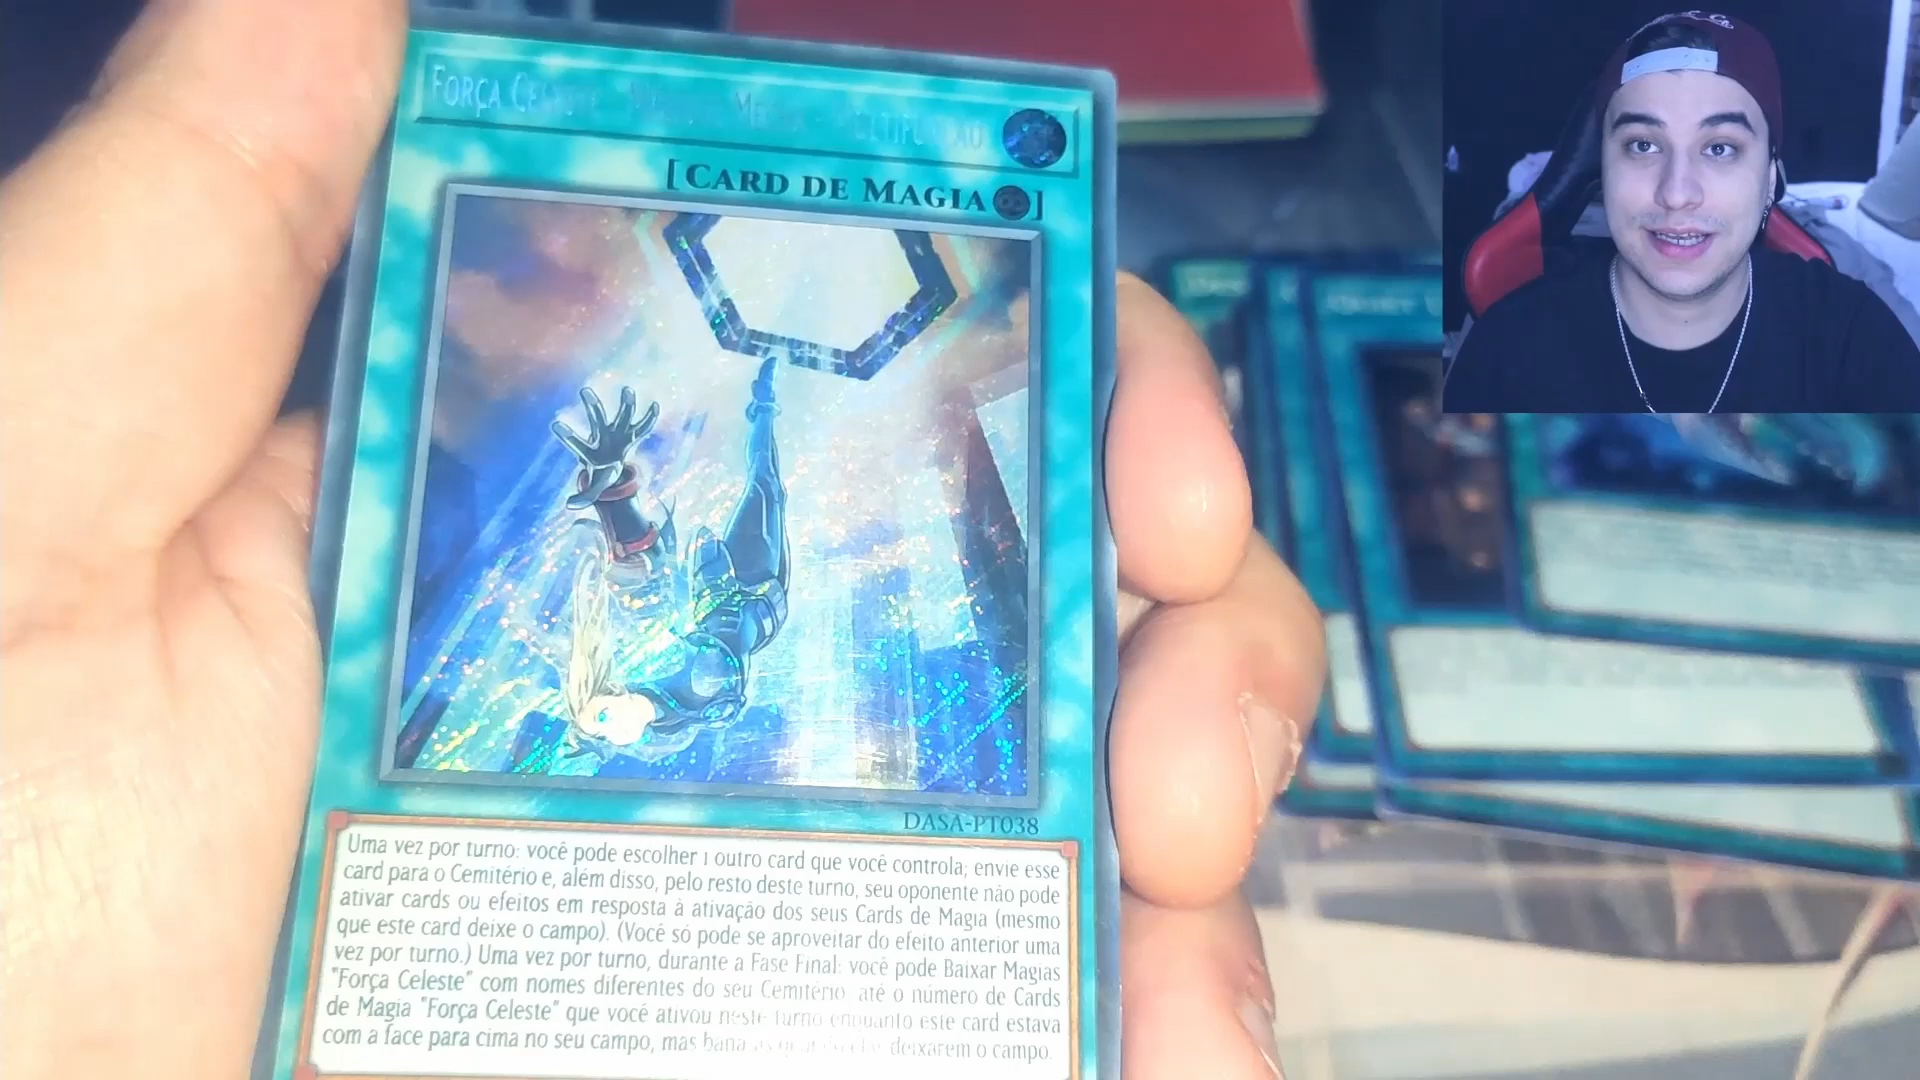 Força Celeste
[Card de Magia]
DASA-PT038
Uma vez por turno: você pode escolher 1 outro card que você controla; envie esse
card para o Cemitério e, além disso, pelo resto deste turno, seu oponente não pode
ativar cards ou efeitos em resposta à ativação dos seus Cards de Magia (mesmo
que este card deixe o campo). (Você só pode se aproveitar do efeito anterior uma
vez por turno.) Uma vez por turno, durante a Fase Final: você pode Baixar Magias
"Força Celeste" com nomes diferentes do seu Cemitério, até o número de Cards
de Magia "Força Celeste" que você ativou neste turno enquanto este card estava
com a face para cima no seu campo, mas deixarem o campo.